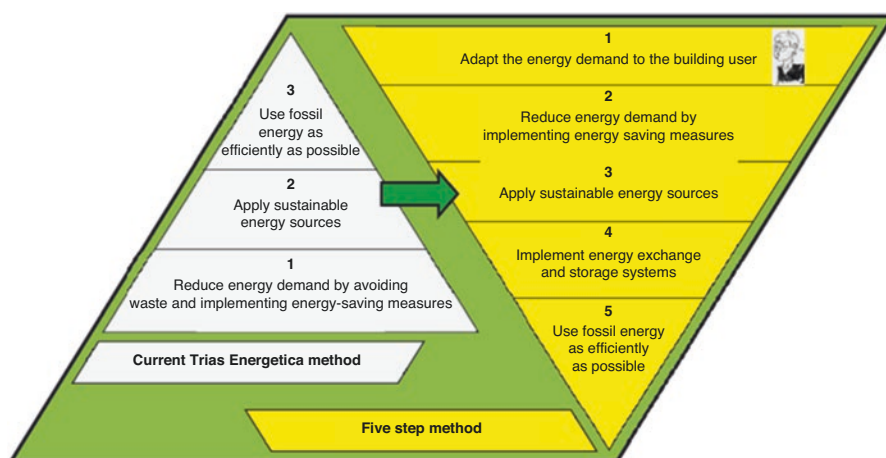 3
Use fossil
energy as
efficiently as possible
2
Apply sustainable
energy sources
1
Reduce energy demand by avoiding
waste and implementing energy-saving measures
Current Trias Energetica method
1
Adapt the energy demand to the building user
2
Reduce energy demand by
implementing energy saving measures
3
Apply sustainable energy sources
4
Implement energy exchange
and storage systems
5
Use fossil energy
as efficiently
as possible
Five step method